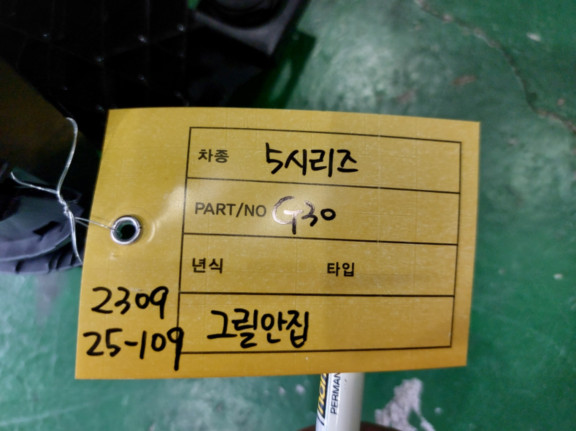 차종 5시리즈
PART/NO G30
년식 타입
그릴안집
2309
25-109
PERMAN